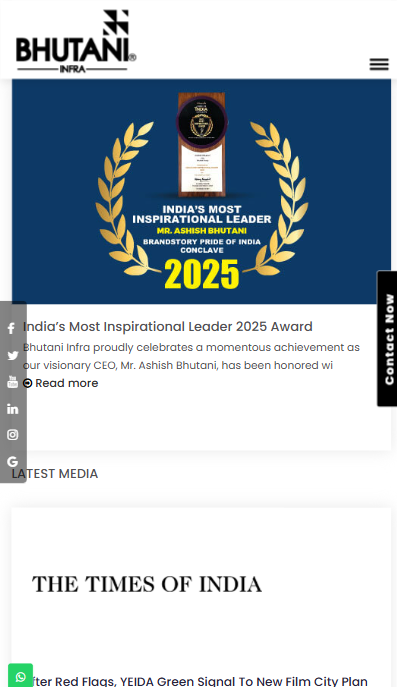 BHUTANI®
INFRA
INDIA'S MOST
INSPIRATIONAL LEADER
MR. ASHISH BHUTANI
BRANDSTORY PRIDE OF INDIA
CONCLAVE
2025
Contact Now
India’s Most Inspirational Leader 2025 Award
Bhutani Infra proudly celebrates a momentous achievement as
our visionary CEO, Mr. Ashish Bhutani, has been honored wi
Read more
LATEST MEDIA
THE TIMES OF INDIA
fter Red Flags, YEIDA Green Signal To New Film City Plan